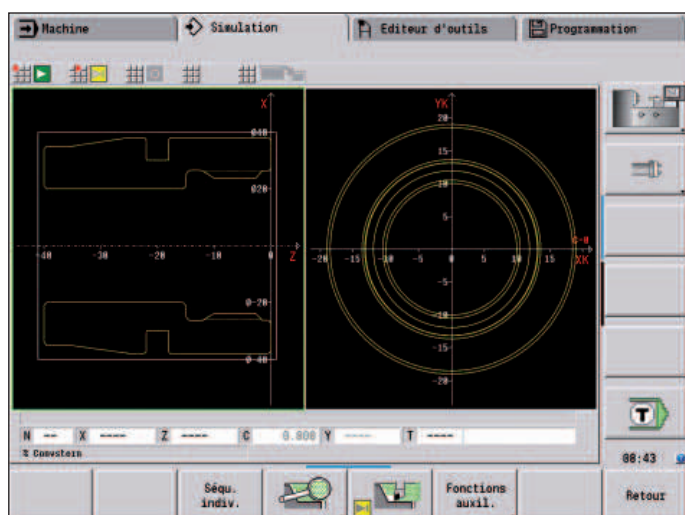 Machine
Simulation
Editeur d'outils
Programmation
X
YK
Ø40
Ø20
-40
-30
-20
-10
0
Z
Ø-20
Ø-40
20
15
10
5
-5
-10
-15
-20
-20
-15
-10
-5
0
5
10
15
XK
N -- X ---- Z ---- C 0.000 Y ---- T ----
% Convstern
08:43
Séqu.
indiv.
Fonctions
auxil.
Retour
T